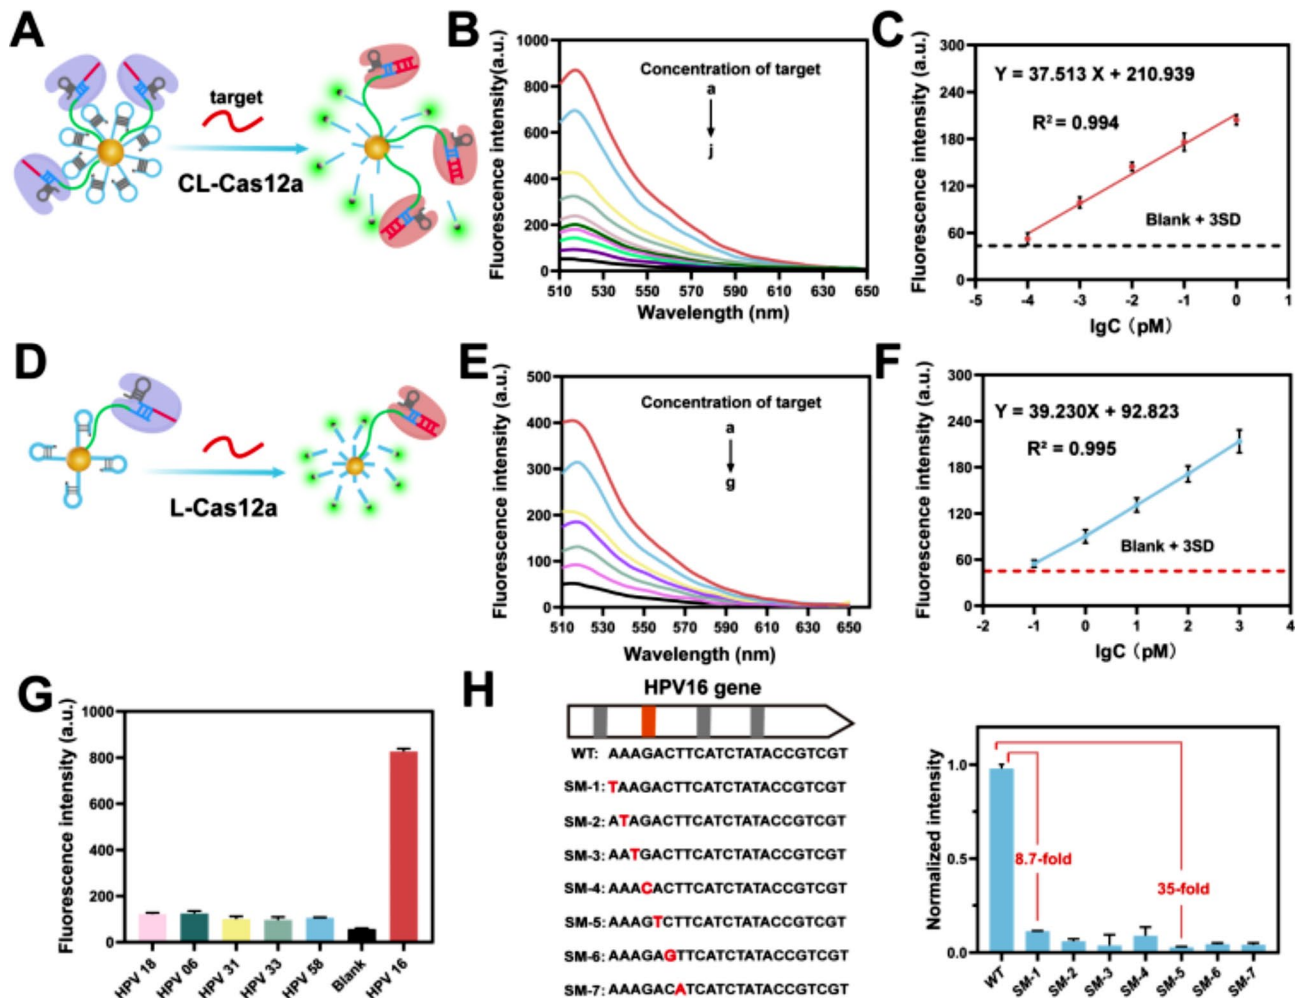 A
target
CL-Cas12a
B
Fluorescence intensity(a.u.)
1000
800
600
400
200
0
Concentration of target
a
j
510 530 550 570 590 610 630 650
Wavelength (nm)
C
Fluorescence intensity (a.u.)
300
240
180
120
60
0
Y = 37.513 X + 210.939
R² = 0.994
Blank + 3SD
-5 -4 -3 -2 -1 0 1
lgC (pM)
D
L-Cas12a
E
Fluorescence intensity (a.u.)
500
400
300
200
100
0
Concentration of target
a
g
510 530 550 570 590 610 630 650
Wavelength (nm)
F
Fluorescence intensity (a.u.)
300
240
180
120
60
0
Y = 39.230X + 92.823
R² = 0.995
Blank + 3SD
-2 -1 0 1 2 3 4
lgC (pM)
G
Fluorescence intensity (a.u.)
1000
800
600
400
200
0
HPV 18 HPV 06 HPV 31 HPV 33 HPV 58 Blank HPV 16
H
HPV16 gene
WT: AAAGACTTCATCTATACCGTCGT
SM-1: TAAGACTTCATCTATACCGTCGT
SM-2: ATAGACTTCATCTATACCGTCGT
SM-3: AATGACTTCATCTATACCGTCGT
SM-4: AAACACTTCATCTATACCGTCGT
SM-5: AAAGTCTTCATCTATACCGTCGT
SM-6: AAAGAGTTCATCTATACCGTCGT
SM-7: AAAGACATCATCTATACCGTCGT
Normalized intensity
1.0
0.5
0.0
8.7-fold
35-fold
WT SM-1 SM-2 SM-3 SM-4 SM-5 SM-6 SM-7